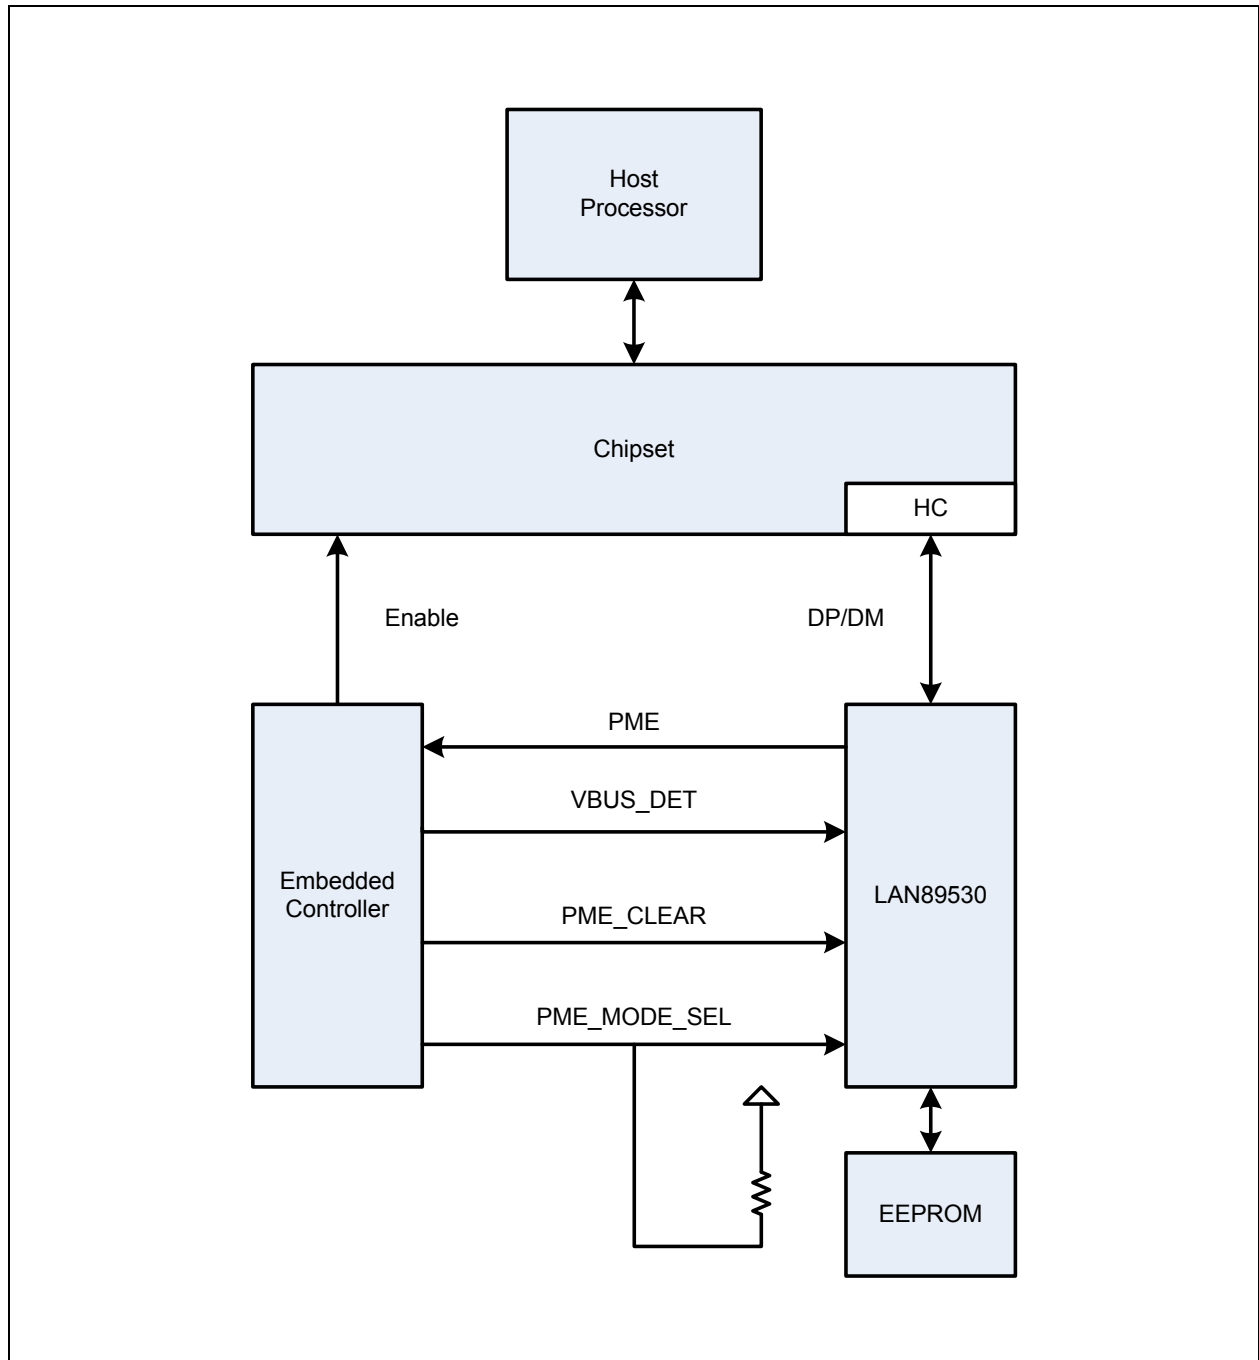 Host
Processor
Chipset
HC
Enable
DP/DM
PME
VBUS_DET
Embedded
Controller
LAN89530
PME_CLEAR
PME_MODE_SEL
EEPROM